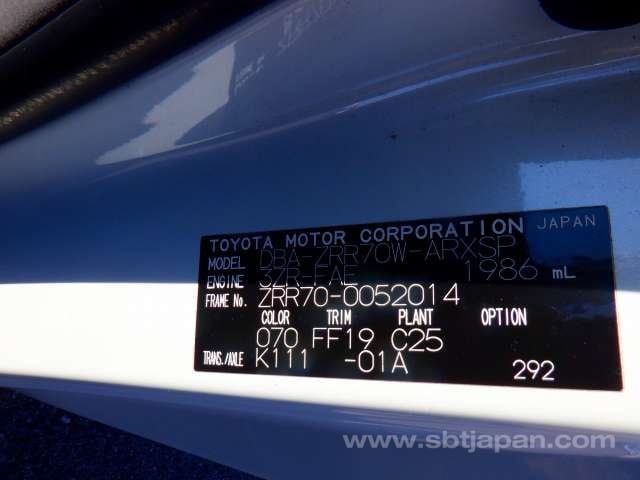 TOYOTA MOTOR CORPORATION JAPAN
MODEL DBA-ZRR70W-ARXSP
ENGINE 3ZR-FAE 1986 mL
FRAME No. ZRR70-0052014
COLOR TRIM PLANT OPTION
070 FF19 C25
TRANS./AXLE K111 -01A 292
www.sbtjapan.com